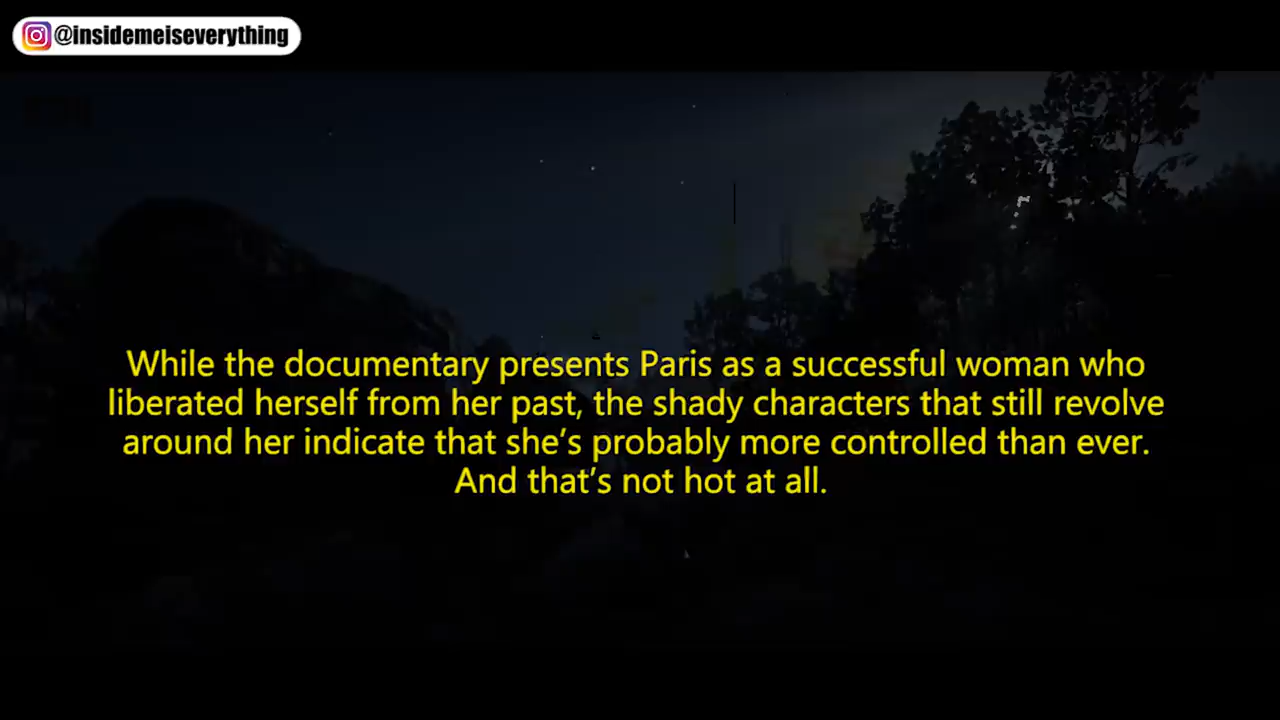 @insidemeiseverything
While the documentary presents Paris as a successful woman who
liberated herself from her past, the shady characters that still revolve
around her indicate that she’s probably more controlled than ever.
And that’s not hot at all.